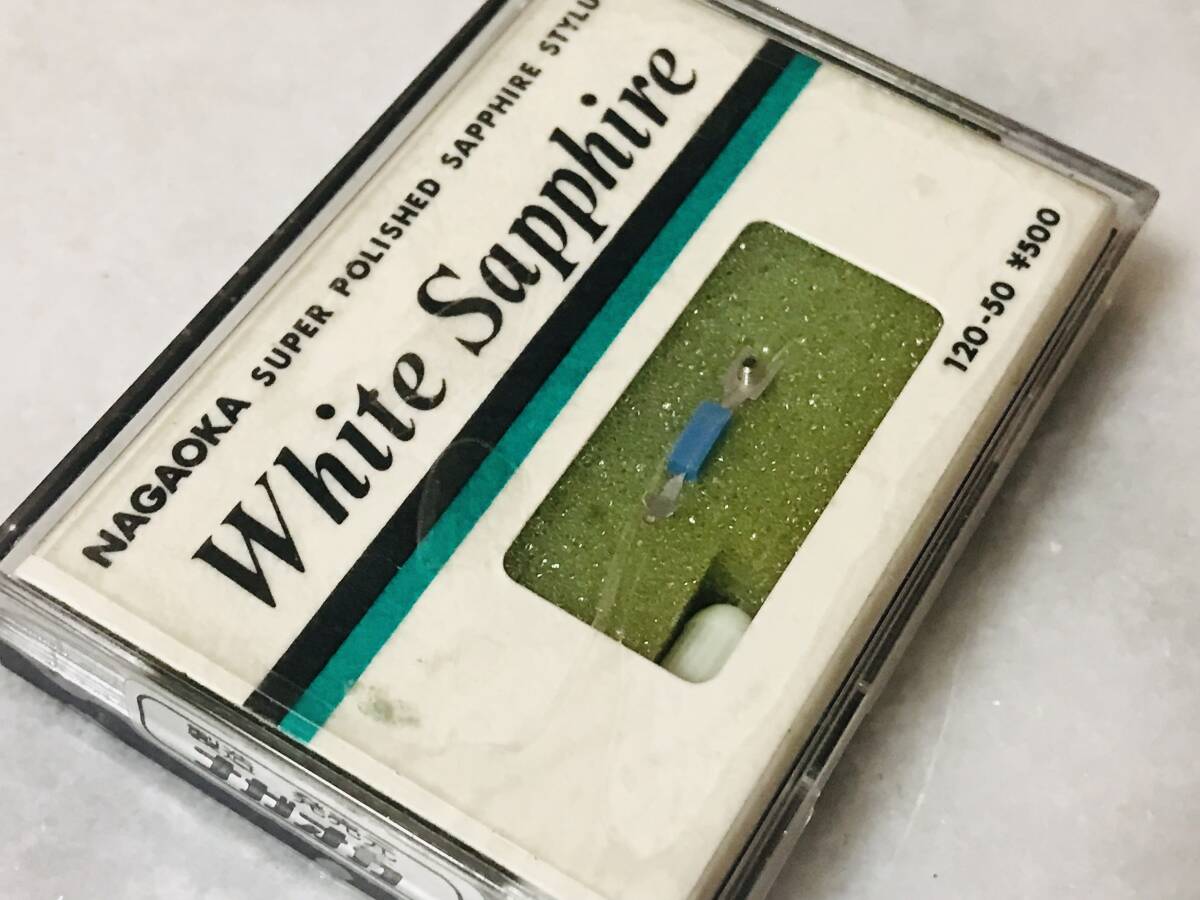 NAGAOKA SUPER POLISHED SAPPHIRE STYLU
White Sapphire
120-50 ¥500